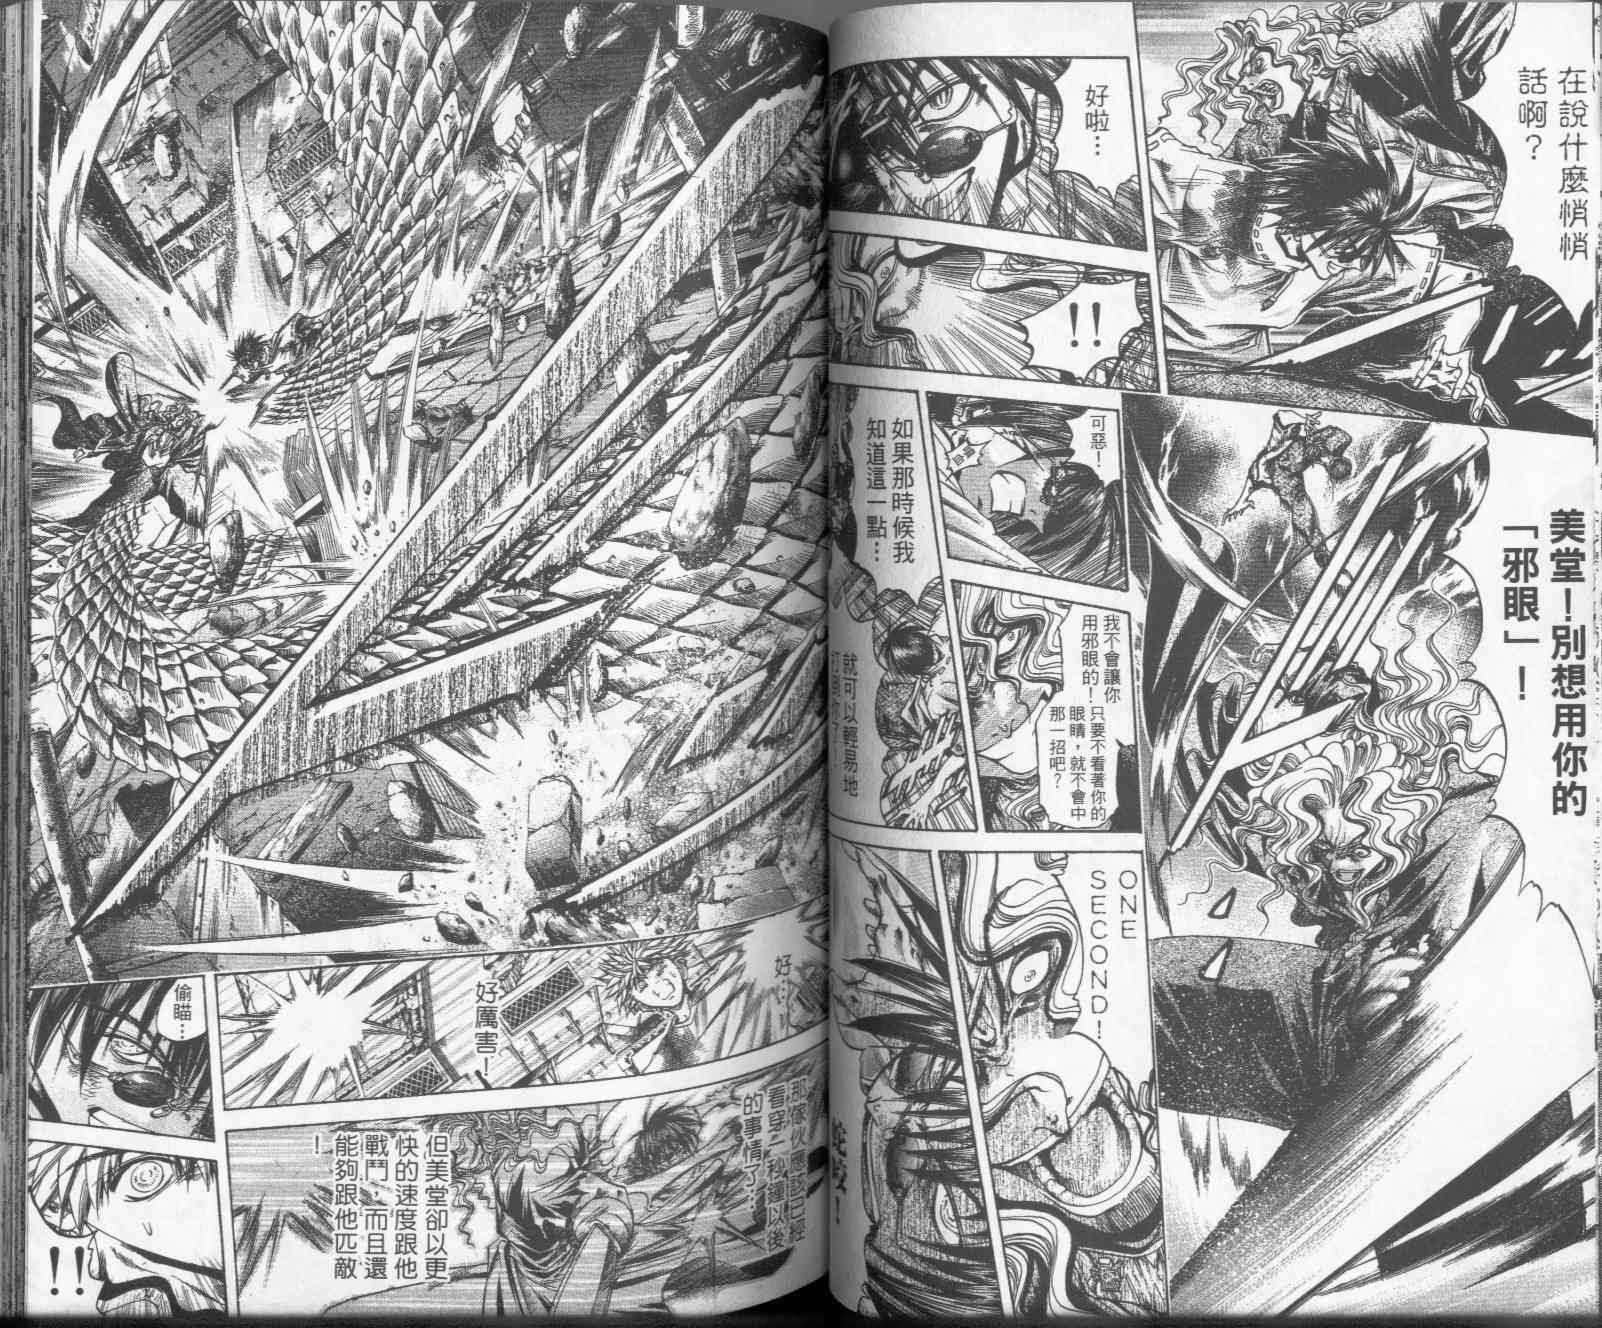 在說什麼悄悄
話啊?
好啦…
!!
美堂!別想用你的
「邪眼」!
可惡!
如果那時候我
知道這一點…
我不會讓你
用邪眼的!只要不看著你的
眼睛,就不會中
那一招吧?
就可以輕易地
ONE
SECOND!
蛇咬!
好…
好厲害!
偷瞄…
那傢伙應該已經
看穿一秒鐘以後
的事情了…
但美堂卻以更
快的速度跟他
戰鬥,而且還
能夠跟他匹敵
!
!!